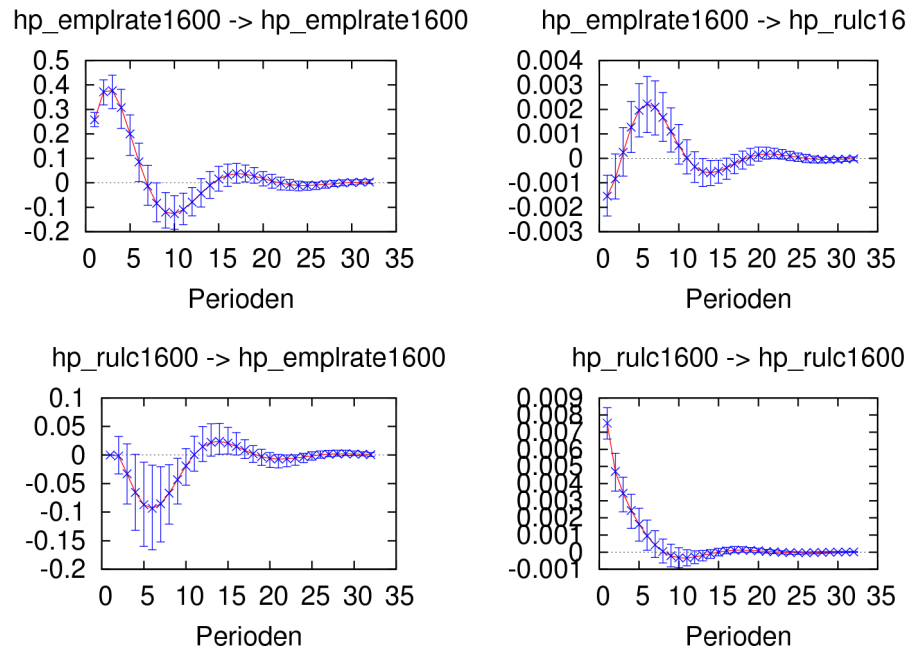 hp_emplrate1600 -> hp_emplrate1600
0.5
0.4
0.3
0.2
0.1
0
-0.1
-0.2
0 5 10 15 20 25 30 35
Perioden
hp_emplrate1600 -> hp_rulc16
0.004
0.003
0.002
0.001
0
-0.001
-0.002
-0.003
0 5 10 15 20 25 30 35
Perioden
hp_rulc1600 -> hp_emplrate1600
0.1
0.05
0
-0.05
-0.1
-0.15
-0.2
0 5 10 15 20 25 30 35
Perioden
hp_rulc1600 -> hp_rulc1600
0.009
0.008
0.007
0.006
0.005
0.004
0.003
0.002
0.001
0
-0.001
0 5 10 15 20 25 30 35
Perioden